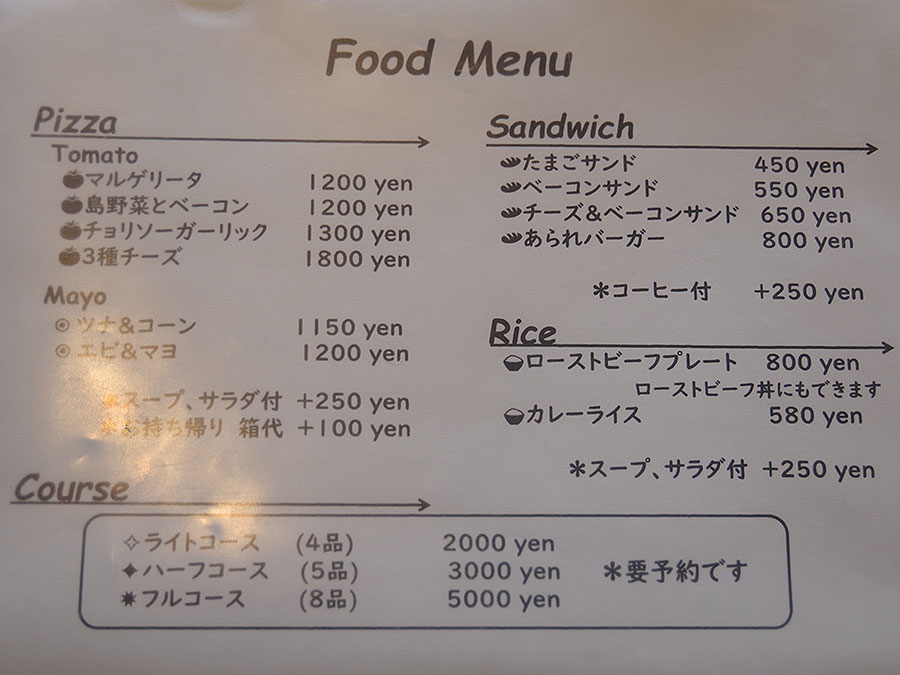 Food Menu
Pizza
Tomato
マルゲリータ 1200 yen
島野菜とベーコン 1200 yen
チョリソーガーリック 1300 yen
3種チーズ 1800 yen
Mayo
◎ ツナ&コーン 1150 yen
◎ エビ&マヨ 1200 yen
＊スープ、サラダ付 +250 yen
＊お持ち帰り 箱代 +100 yen
Sandwich
たまごサンド 450 yen
ベーコンサンド 550 yen
チーズ&ベーコンサンド 650 yen
あられバーガー 800 yen
＊コーヒー付 +250 yen
Rice
ローストビーフプレート 800 yen
ローストビーフ丼にもできます
カレーライス 580 yen
＊スープ、サラダ付 +250 yen
Course
✧ライトコース (4品) 2000 yen
✦ハーフコース (5品) 3000 yen ＊要予約です
✷フルコース (8品) 5000 yen